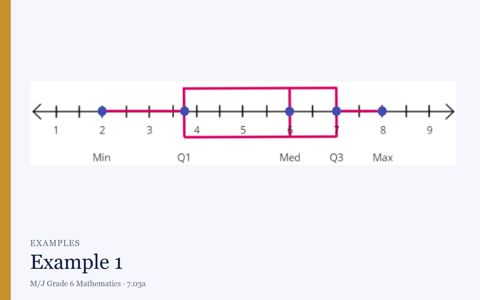 1 2 3 4 5 6 7 8 9
Min Q1 Med Q3 Max
EXAMPLES
Example 1
M/J Grade 6 Mathematics · 7.03a